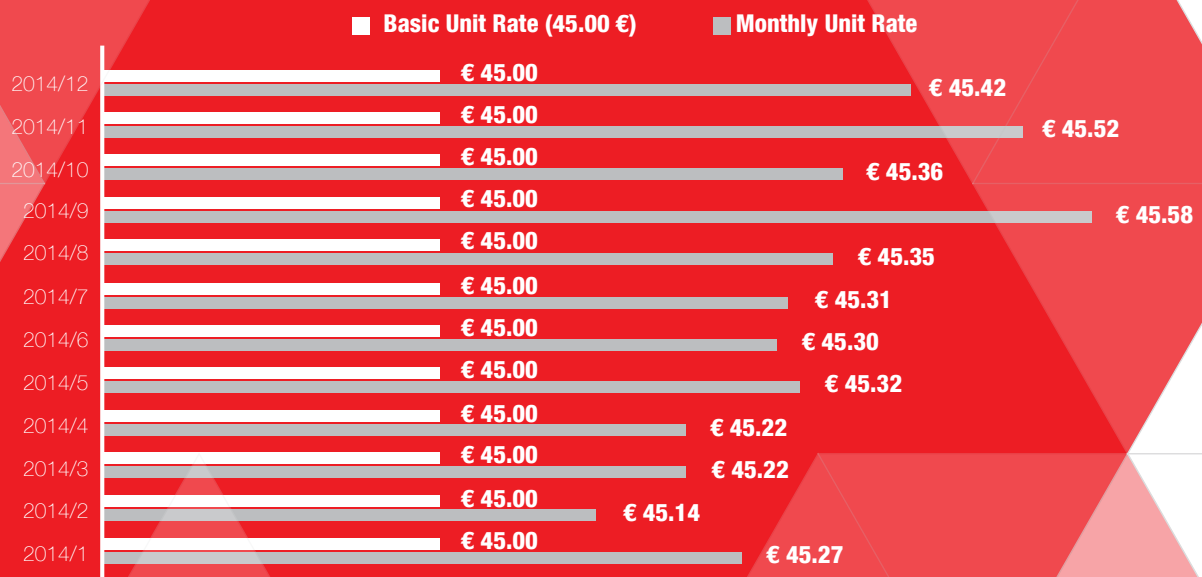 Basic Unit Rate (45.00 €) Monthly Unit Rate
€ 45.00
2014/12 € 45.42
€ 45.00
2014/11 € 45.52
€ 45.00
2014/10 € 45.36
€ 45.00
2014/9 € 45.58
€ 45.00
2014/8 € 45.35
€ 45.00
2014/7 € 45.31
€ 45.00
2014/6 € 45.30
€ 45.00
2014/5 € 45.32
€ 45.00
2014/4 € 45.22
€ 45.00
2014/3 € 45.22
€ 45.00
2014/2 € 45.14
€ 45.00
2014/1 € 45.27